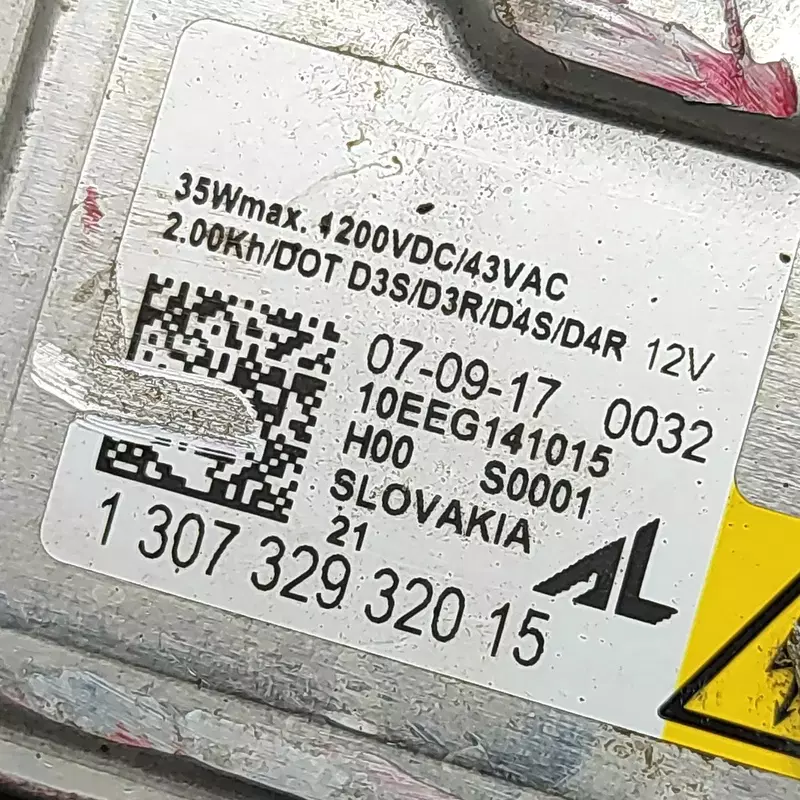 35Wmax. 1200VDC/43VAC
2.00Kh/DOT D3S/D3R/D4S/D4R 12V
07-09-17 0032
10EEG141015
H00 S0001
SLOVAKIA
21
AL
1 307 329 320 15